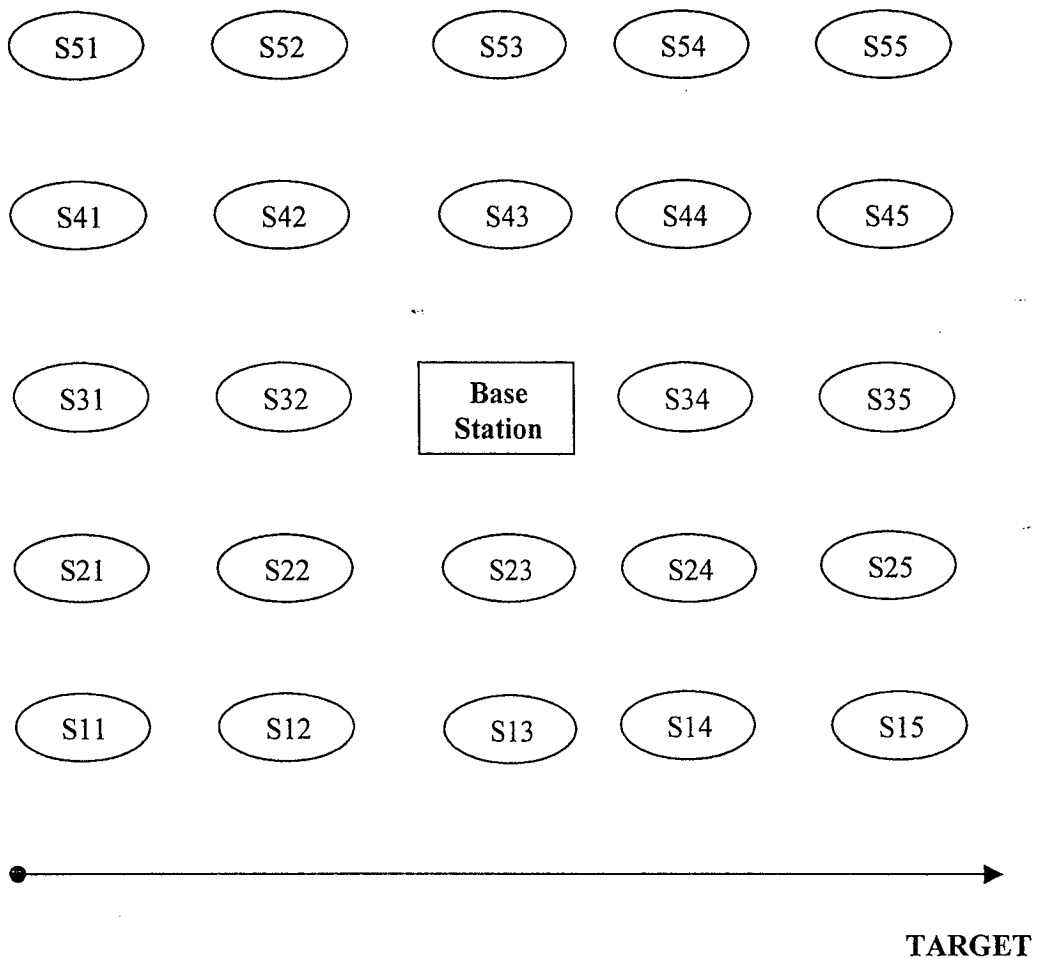 S51 S52 S53 S54 S55
S41 S42 S43 S44 S45
S31 S32 Base Station S34 S35
S21 S22 S23 S24 S25
S11 S12 S13 S14 S15
TARGET